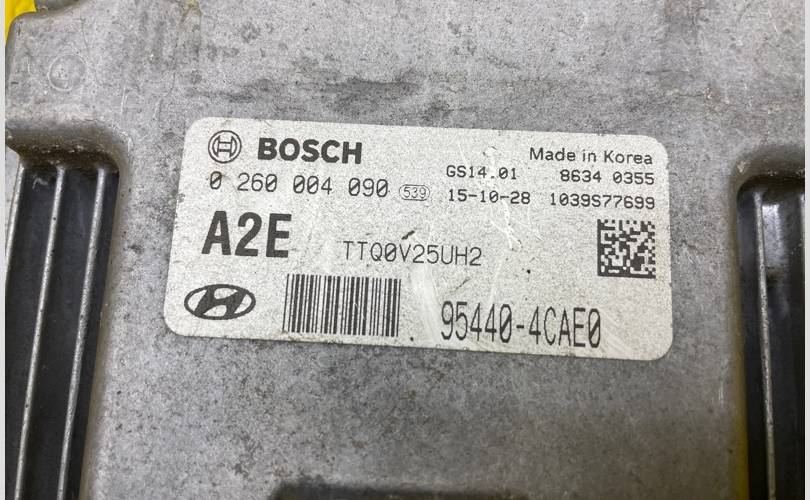 BOSCH
Made in Korea
0 260 004 090 539
GS14.01 8634 0355
15-10-28 1039S77699
A2E
TTQ0V25UH2
95440-4CAE0